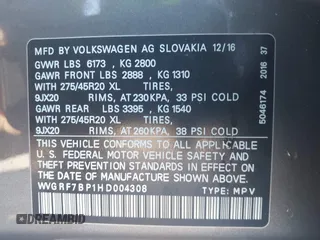 MFD BY VOLKSWAGEN AG SLOVAKIA 12/16
GVWR LBS 6173 , KG 2800
GAWR FRONT LBS 2888 , KG 1310
WITH 275/45R20 XL TIRES,
9JX20 RIMS, AT 230KPA, 33 PSI COLD
GAWR REAR LBS 3395 , KG 1540
WITH 275/45R20 XL TIRES,
9JX20 RIMS, AT 260KPA, 38 PSI COLD
THIS VEHICLE CONFORMS TO ALL APPLICABLE
U.S. FEDERAL MOTOR VEHICLE SAFETY AND
THEFT PREVENTION STANDARDS IN EFFECT ON
THE DATE OF MANUFACTURE SHOWN ABOVE.
WVGRF7BP1HD004308 TYPE: MPV
5046174 2016 37